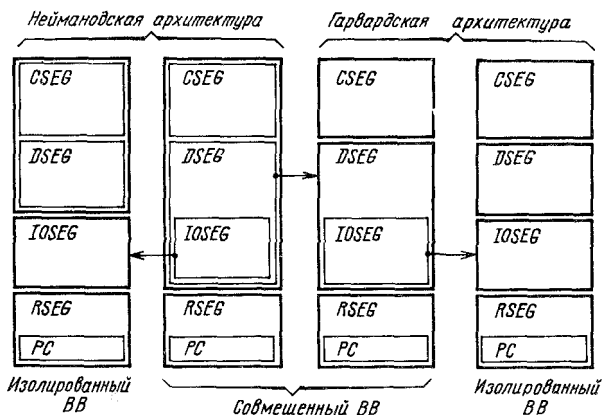 Неймановская архитектура
Гарвардская архитектура
CSEG
CSEG
CSEG
CSEG
DSEG
DSEG
DSEG
DSEG
IOSEG
IOSEG
IOSEG
IOSEG
RSEG
RSEG
RSEG
RSEG
PC
PC
PC
PC
Изолированный
ВВ
Совмещенный ВВ
Изолированный
ВВ